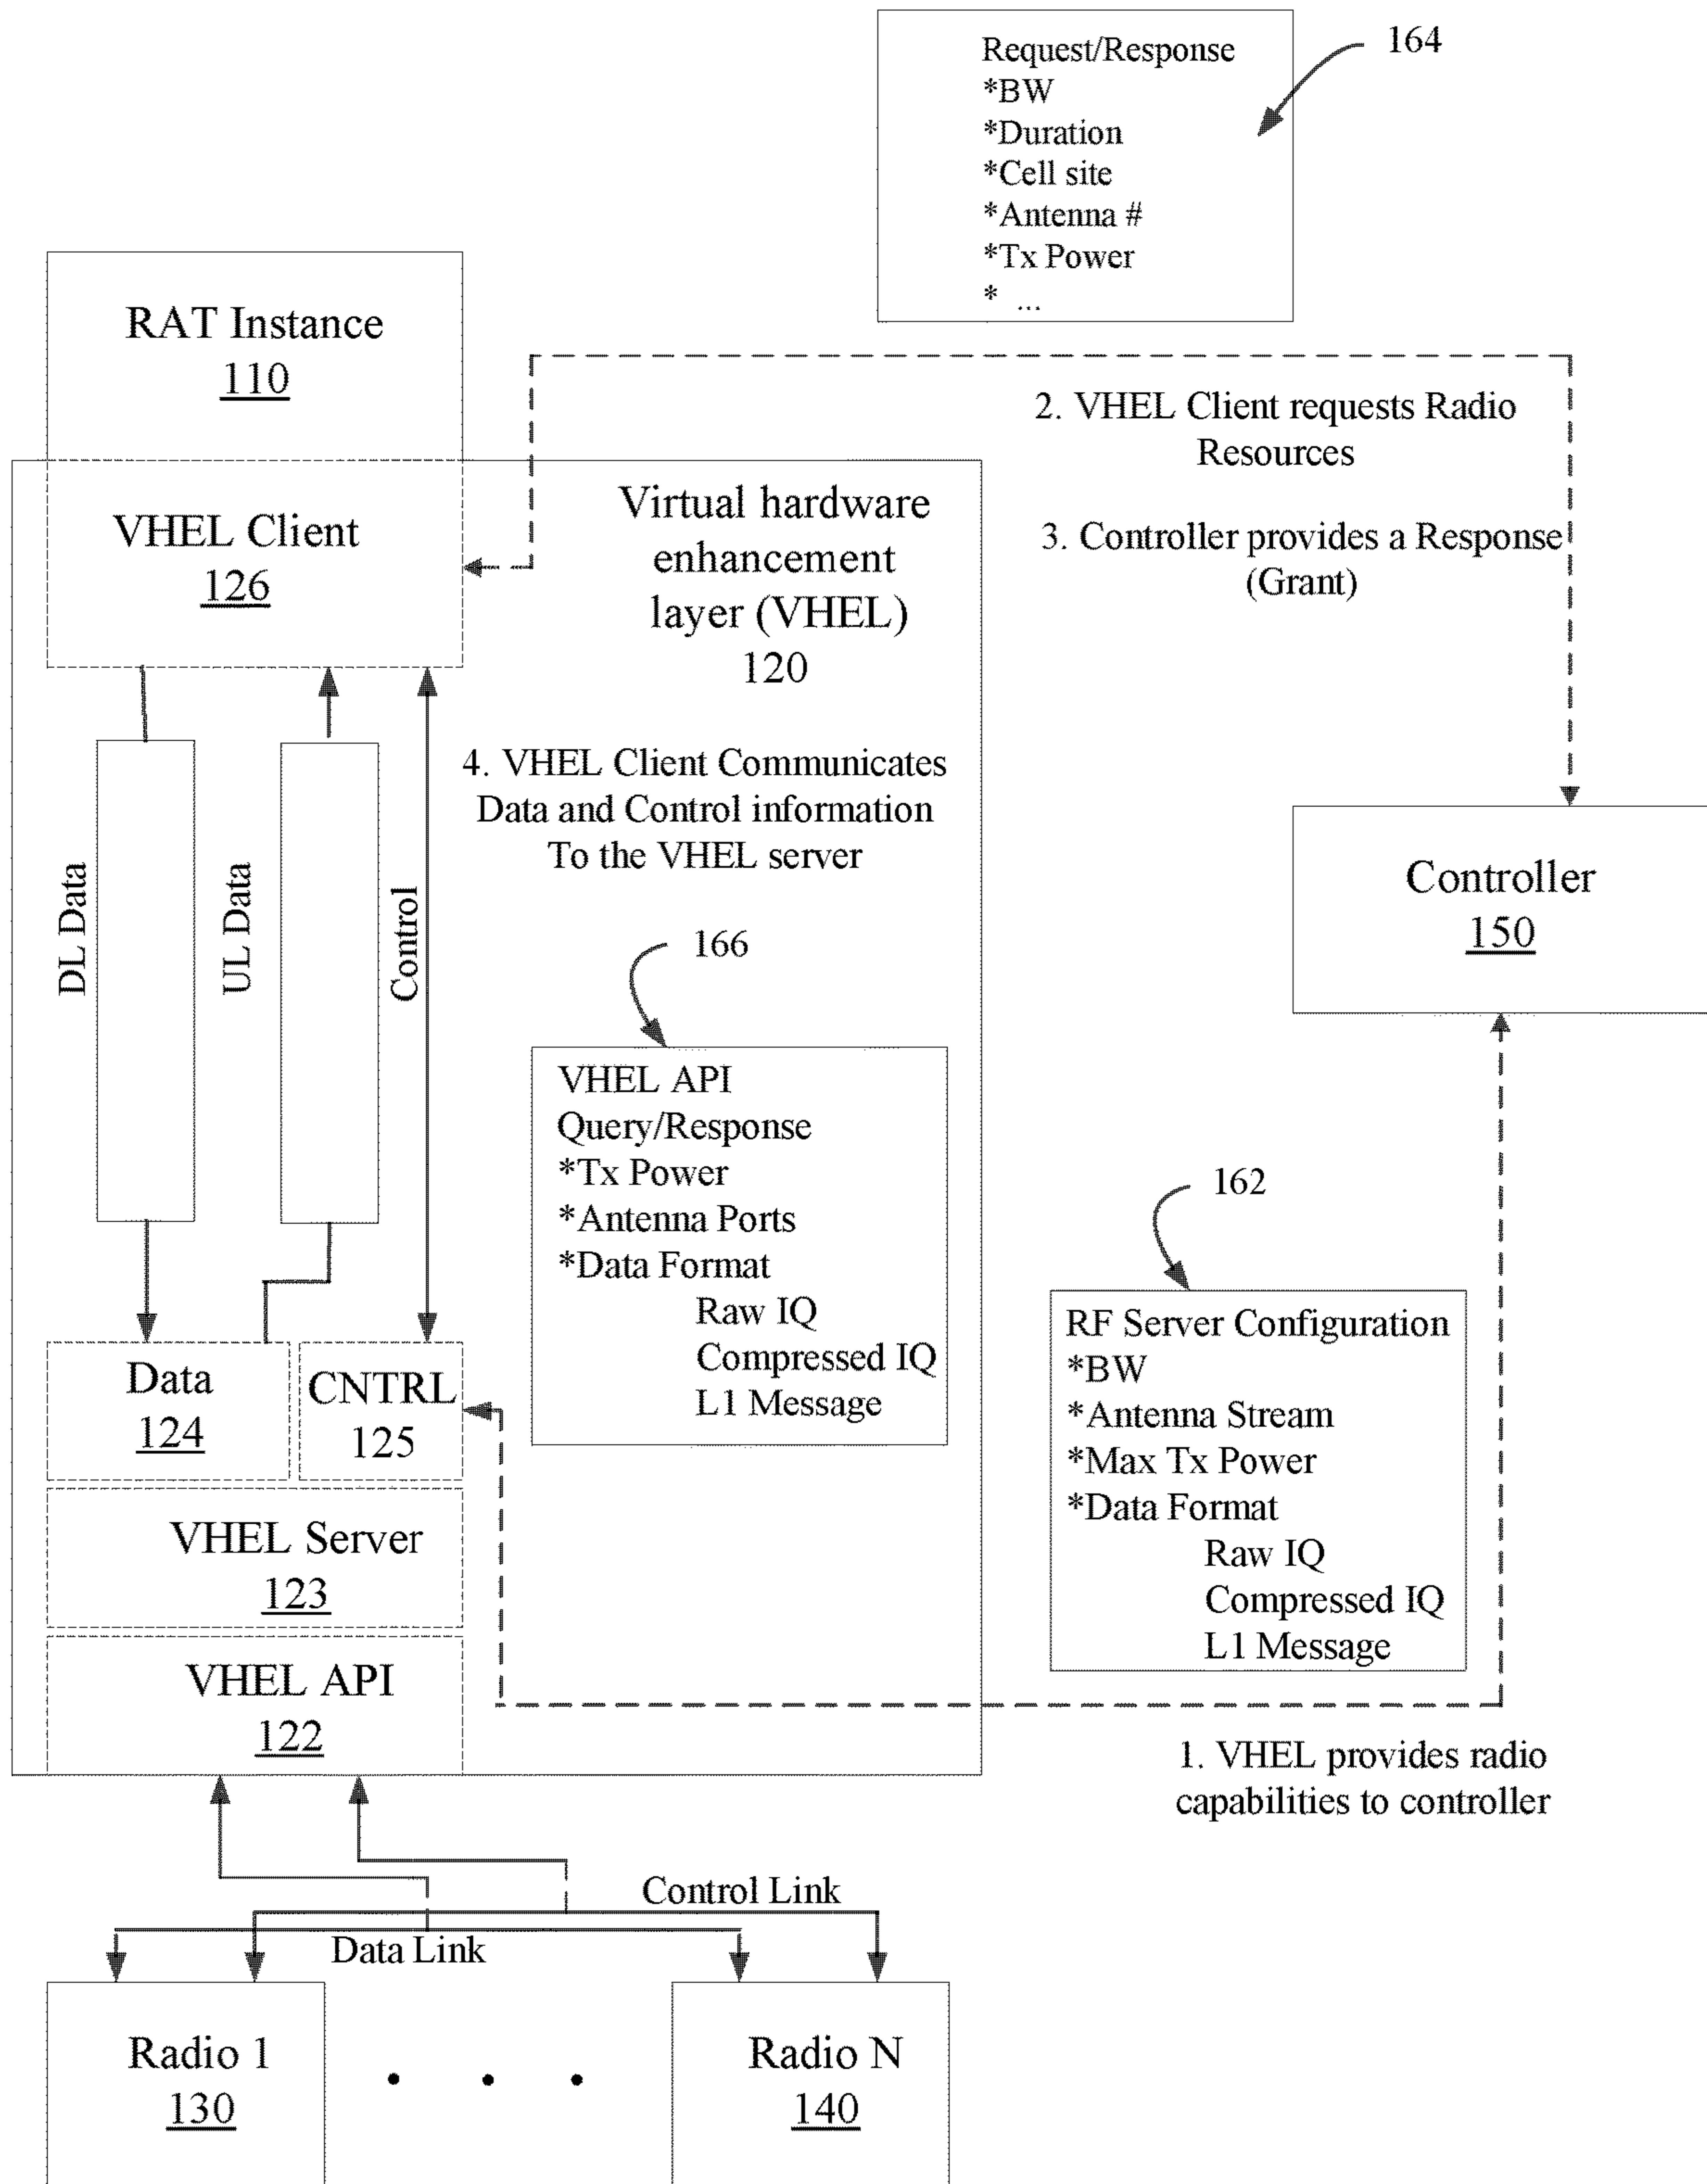 Request/Response
*BW
*Duration
*Cell site
*Antenna #
*Tx Power
* ...
164
RAT Instance
110
2. VHEL Client requests Radio
Resources
3. Controller provides a Response
(Grant)
VHEL Client
126
Virtual hardware
enhancement
layer (VHEL)
120
4. VHEL Client Communicates
Data and Control information
To the VHEL server
DL Data
UL Data
Control
Controller
150
166
VHEL API
Query/Response
*Tx Power
*Antenna Ports
*Data Format
Raw IQ
Compressed IQ
L1 Message
162
RF Server Configuration
*BW
*Antenna Stream
*Max Tx Power
*Data Format
Raw IQ
Compressed IQ
L1 Message
Data
124
CNTRL
125
VHEL Server
123
VHEL API
122
1. VHEL provides radio
capabilities to controller
Control Link
Data Link
Radio 1
130
. . .
Radio N
140